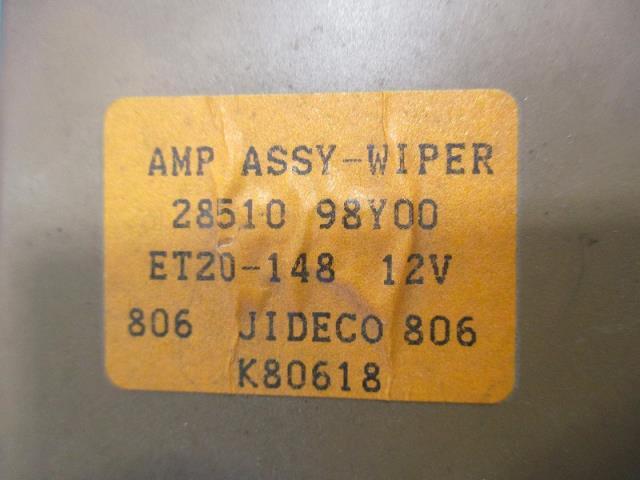 AMP ASSY-WIPER
28510 98Y00
ET20-148 12V
806 JIDECO 806
K80618